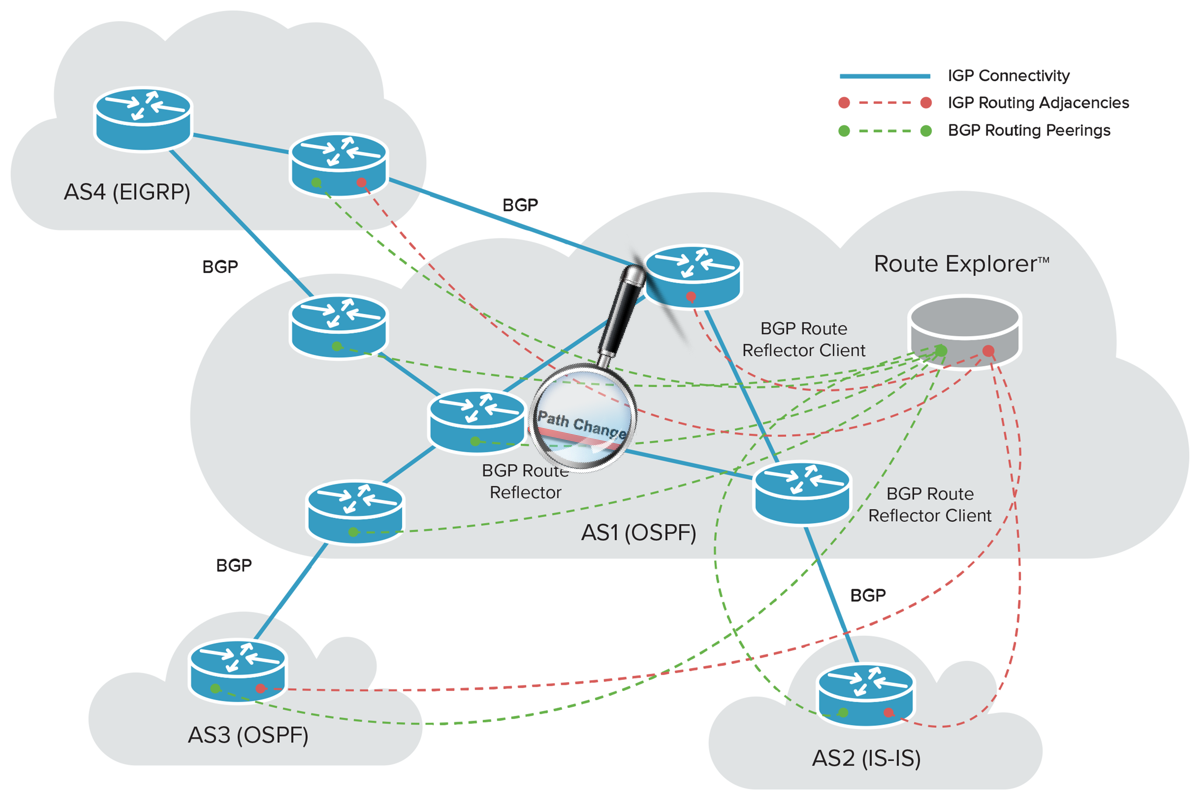 IGP Connectivity
IGP Routing Adjacencies
BGP Routing Peerings
AS4 (EIGRP)
BGP
BGP
Route Explorer™
BGP Route
Reflector Client
Path Change
BGP Route
Reflector
BGP Route
Reflector Client
AS1 (OSPF)
BGP
BGP
AS3 (OSPF)
AS2 (IS-IS)